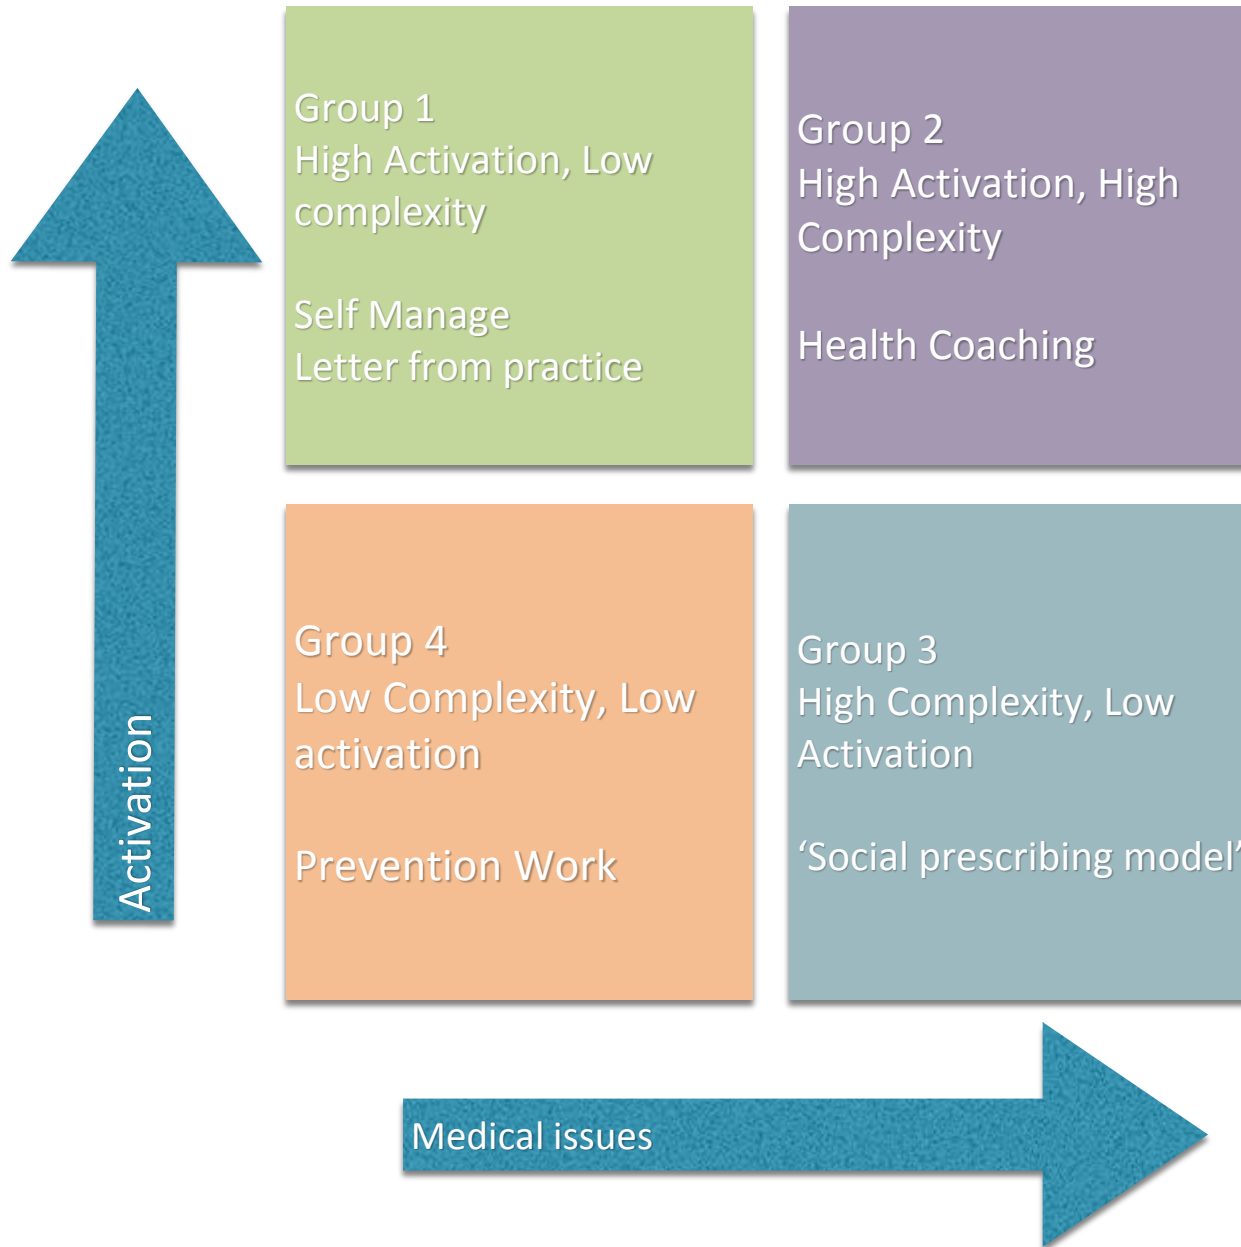 Group 1
High Activation, Low
complexity
Self Manage
Letter from practice
Group 2
High Activation, High
Complexity
Health Coaching
Group 4
Low Complexity, Low
activation
Prevention Work
Group 3
High Complexity, Low
Activation
‘Social prescribing model’
Activation
Medical issues